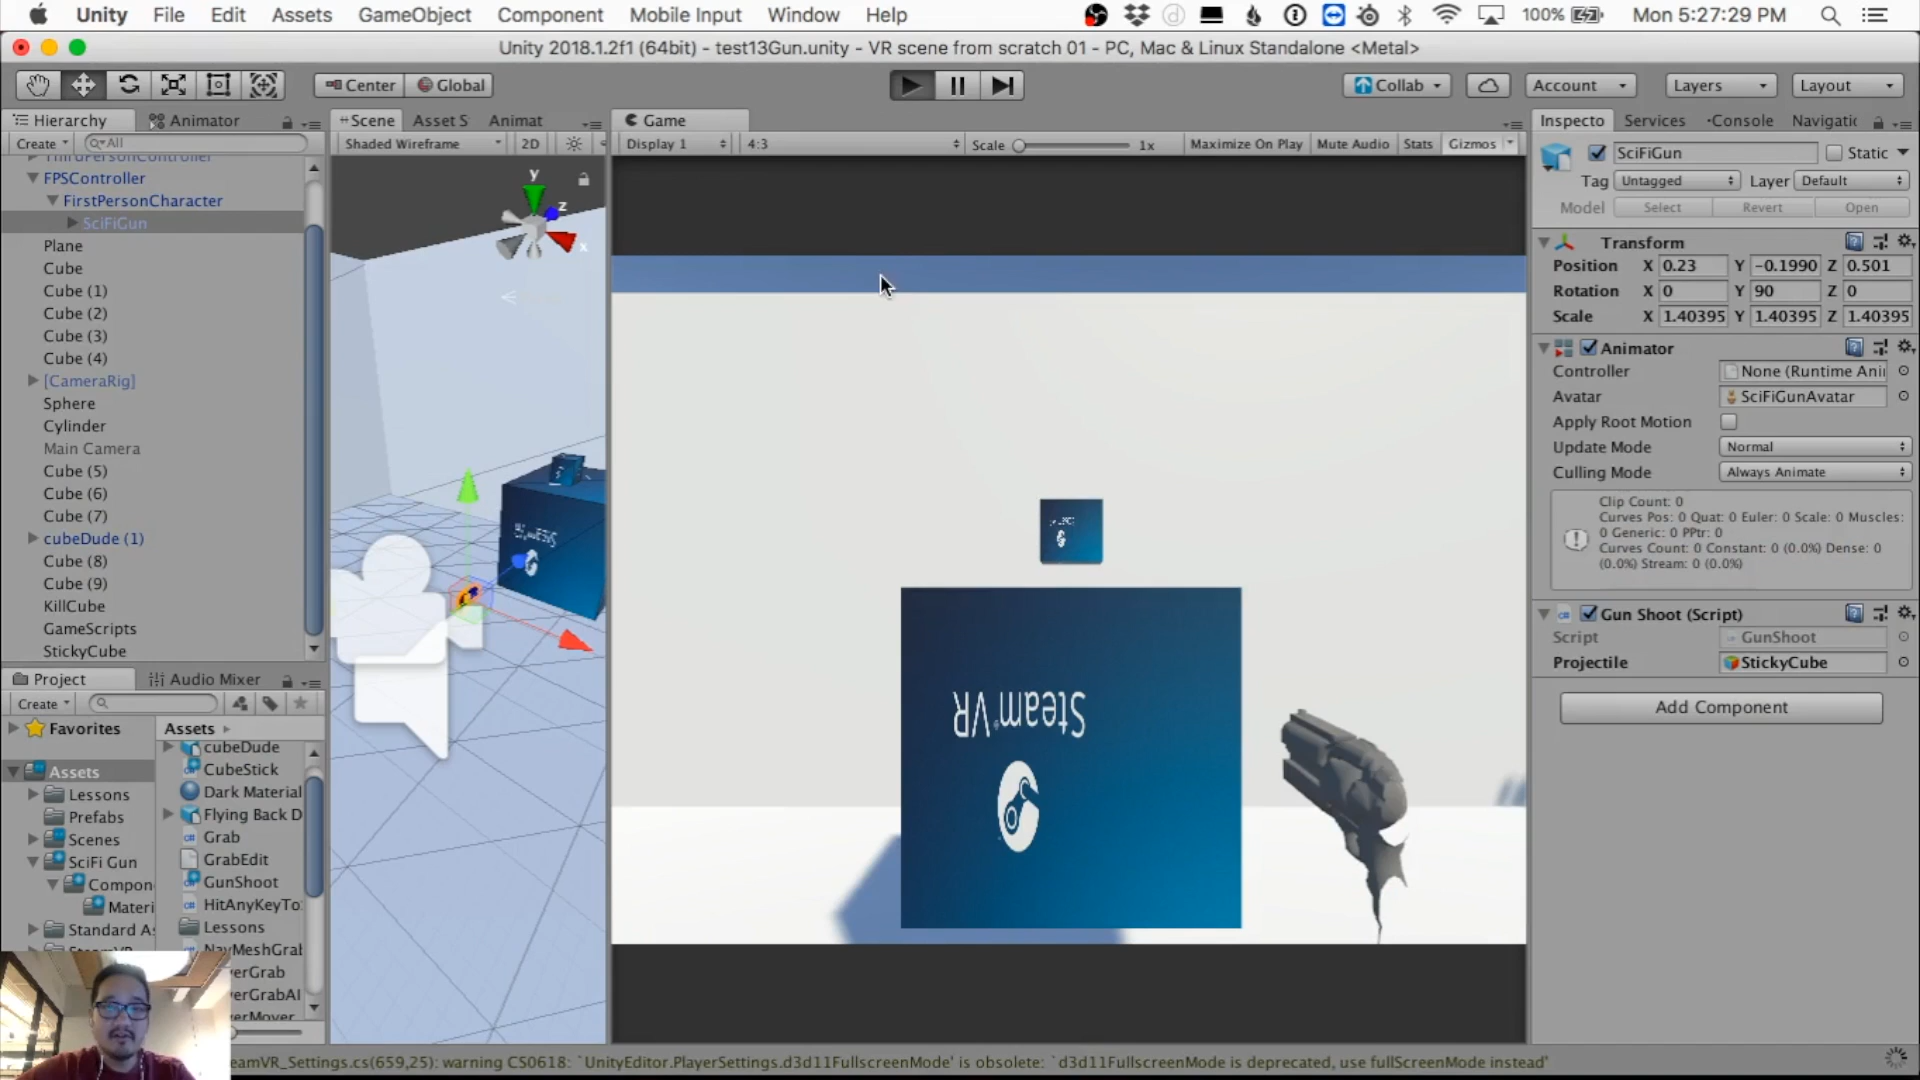 Unity File Edit Assets GameObject Component Mobile Input Window Help 100% Mon 5:27:29 PM
Unity 2018.1.2f1 (64bit) - test13Gun.unity - VR scene from scratch 01 - PC, Mac & Linux Standalone <Metal>
Center Global Collab Account Layers Layout
Hierarchy Animator
Create All
ThirdPersonController
FPSController
FirstPersonCharacter
SciFiGun
Plane
Cube
Cube (1)
Cube (2)
Cube (3)
Cube (4)
[CameraRig]
Sphere
Cylinder
Main Camera
Cube (5)
Cube (6)
Cube (7)
cubeDude (1)
Cube (8)
Cube (9)
KillCube
GameScripts
StickyCube
Project Audio Mixer
Create
Favorites
Assets
Lessons
Prefabs
Scenes
SciFi Gun
Compon
Materi
Standard As
Assets
cubeDude
CubeStick
Dark Material
Flying Back D
Grab
GrabEdit
GunShoot
HitAnyKeyTo
Lessons
NavMeshGrab
verGrab
verGrabAI
verMover
Scene Asset S Animat
Shaded Wireframe 2D
y
z
x
Game
Display 1 4:3 Scale 1x Maximize On Play Mute Audio Stats Gizmos
Steam VR
Inspecto Services Console Navigatio
SciFiGun Static
Tag Untagged Layer Default
Model Select Revert Open
Transform
Position X 0.23 Y -0.1990 Z 0.501
Rotation X 0 Y 90 Z 0
Scale X 1.40395 Y 1.40395 Z 1.40395
Animator
Controller None (Runtime Ani
Avatar SciFiGunAvatar
Apply Root Motion
Update Mode Normal
Culling Mode Always Animate
Clip Count: 0
Curves Pos: 0 Quat: 0 Euler: 0 Scale: 0 Muscles:
0 Generic: 0 PPtr: 0
Curves Count: 0 Constant: 0 (0.0%) Dense: 0
(0.0%) Stream: 0 (0.0%)
Gun Shoot (Script)
Script GunShoot
Projectile StickyCube
Add Component
eamVR_Settings.cs(659,25): warning CS0618: `UnityEditor.PlayerSettings.d3d11FullscreenMode' is obsolete: `d3d11FullscreenMode is deprecated, use fullScreenMode instead'